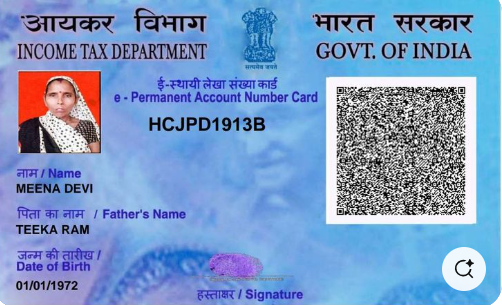 आयकर विभाग
INCOME TAX DEPARTMENT
भारत सरकार
GOVT. OF INDIA
सत्यमेव जयते
ई-स्थायी लेखा संख्या कार्ड
e - Permanent Account Number Card
HCJPD1913B
नाम / Name
MEENA DEVI
पिता का नाम / Father's Name
TEEKA RAM
जन्म की तारीख /
Date of Birth
01/01/1972
हस्ताक्षर / Signature